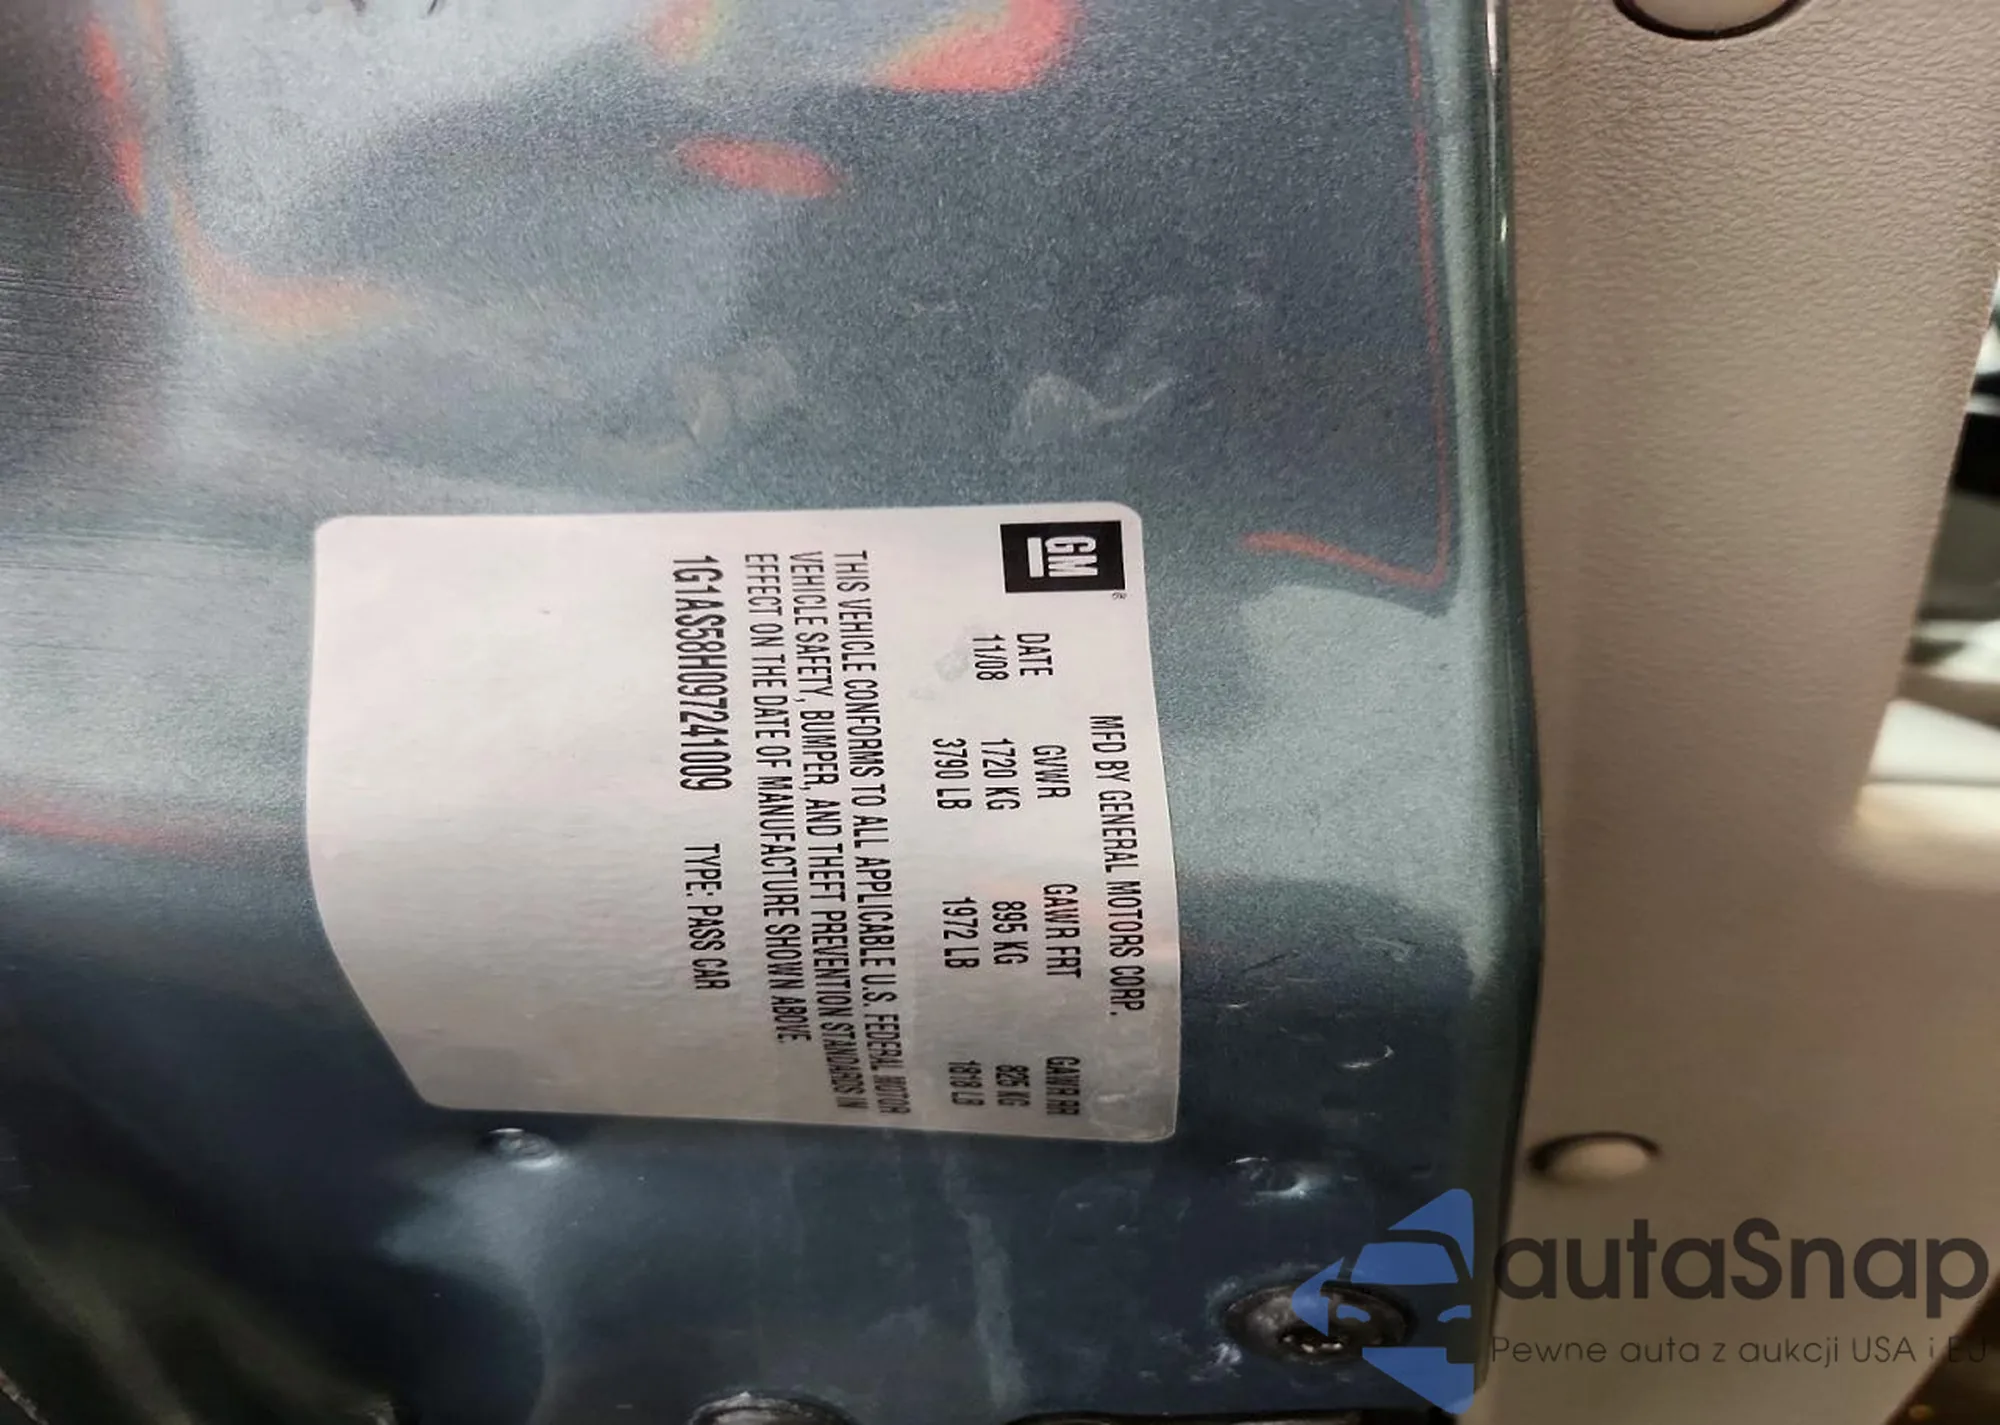 GM
MFD BY GENERAL MOTORS CORP.
DATE GVWR GAWR FRT GAWR RR
11/08 1720 KG 895 KG 825 KG
3790 LB 1972 LB 1818 LB
THIS VEHICLE CONFORMS TO ALL APPLICABLE U.S. FEDERAL MOTOR
VEHICLE SAFETY, BUMPER, AND THEFT PREVENTION STANDARDS IN
EFFECT ON THE DATE OF MANUFACTURE SHOWN ABOVE.
1G1AS58H097241009 TYPE: PASS CAR
autaSnap
Pewne auta z aukcji USA i EU